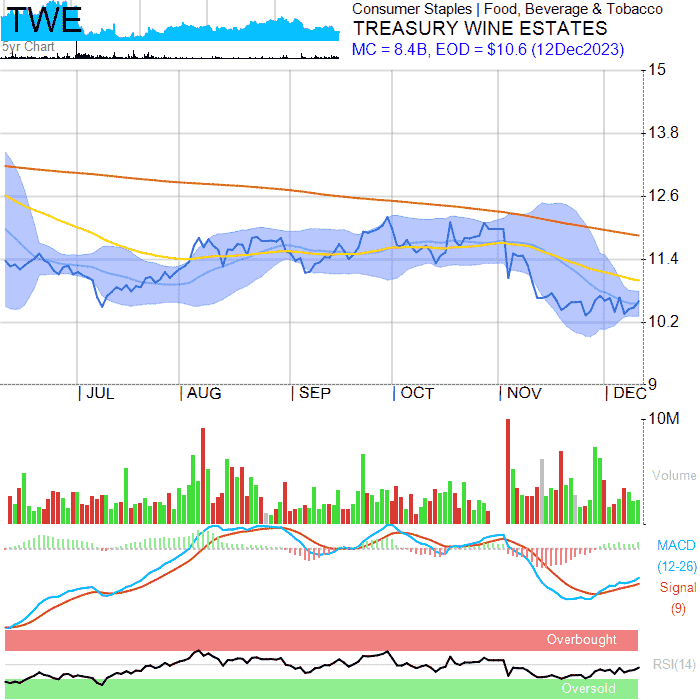 TWE
5yr Chart
Consumer Staples | Food, Beverage & Tobacco
TREASURY WINE ESTATES
MC = 8.4B, EOD = $10.6 (12Dec2023)
15
13.8
12.6
11.4
10.2
9
| JUL | AUG | SEP | OCT | NOV | DEC
10M
Volume
MACD
(12-26)
Signal
(9)
Overbought
RSI(14)
Oversold